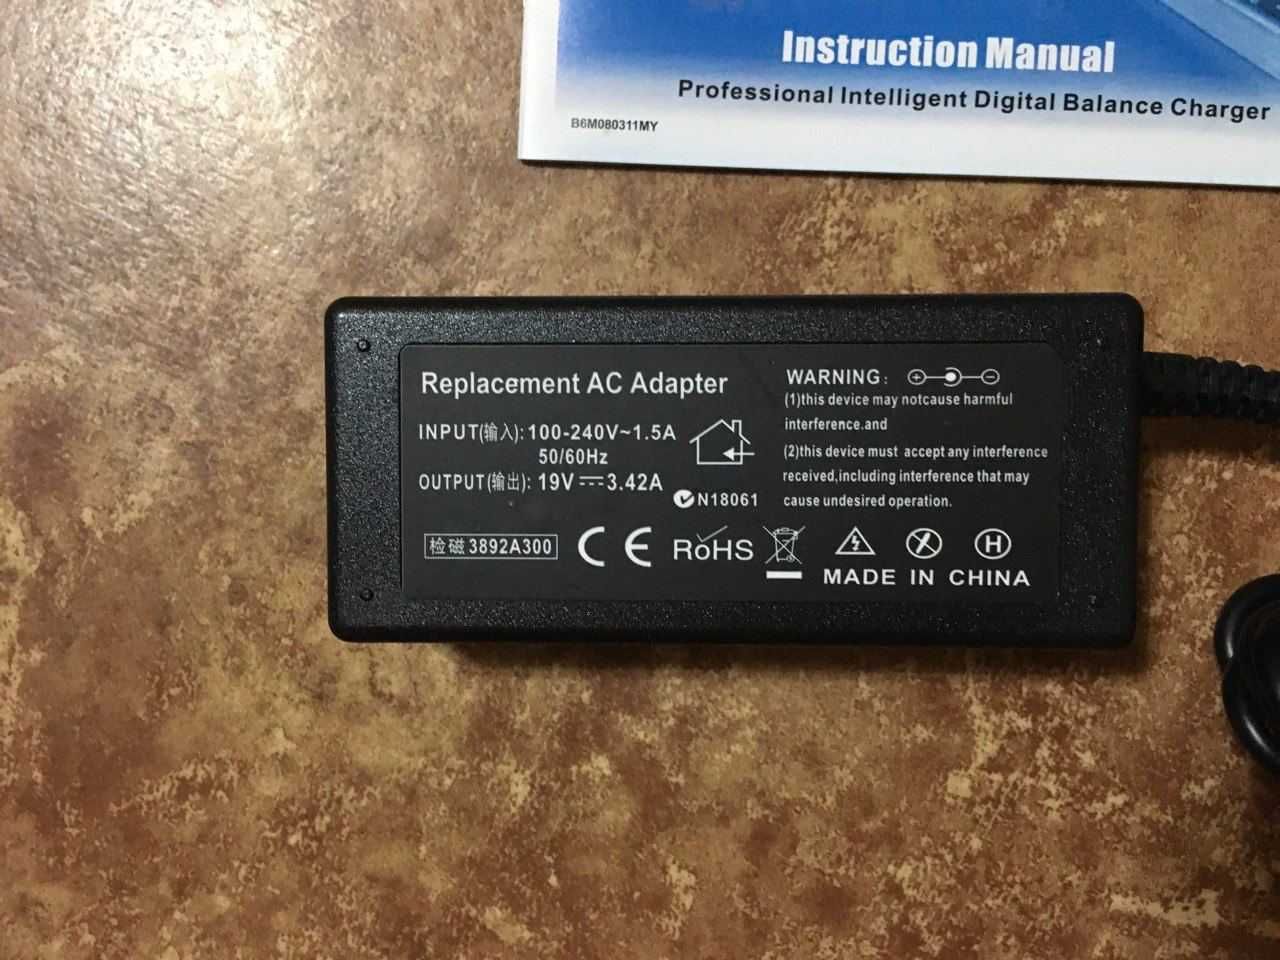 Instruction Manual
Professional Intelligent Digital Balance Charger
B6M080311MY
Replacement AC Adapter
INPUT(输入): 100-240V~1.5A
50/60Hz
OUTPUT(输出): 19V⎓3.42A
N18061
检磁 3892A300
CE RoHS
WARNING:
(1)this device may notcause harmful
interference.and
(2)this device must accept any interference
received,including interference that may
cause undesired operation.
H
MADE IN CHINA